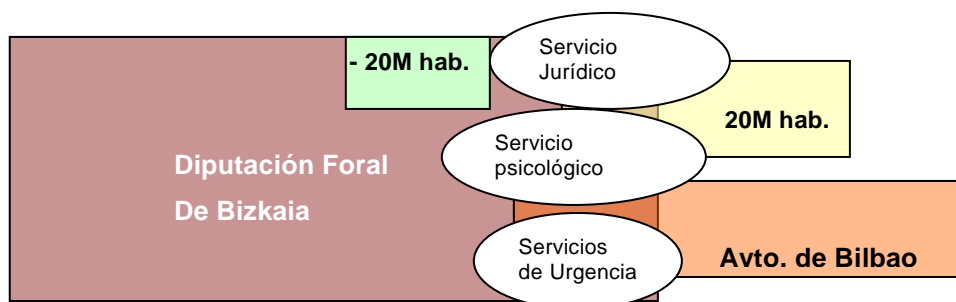 Servicio
Jurídico
- 20M hab.
20M hab.
Servicio
psicológico
Diputación Foral
De Bizkaia
Servicios
de Urgencia
Avto. de Bilbao